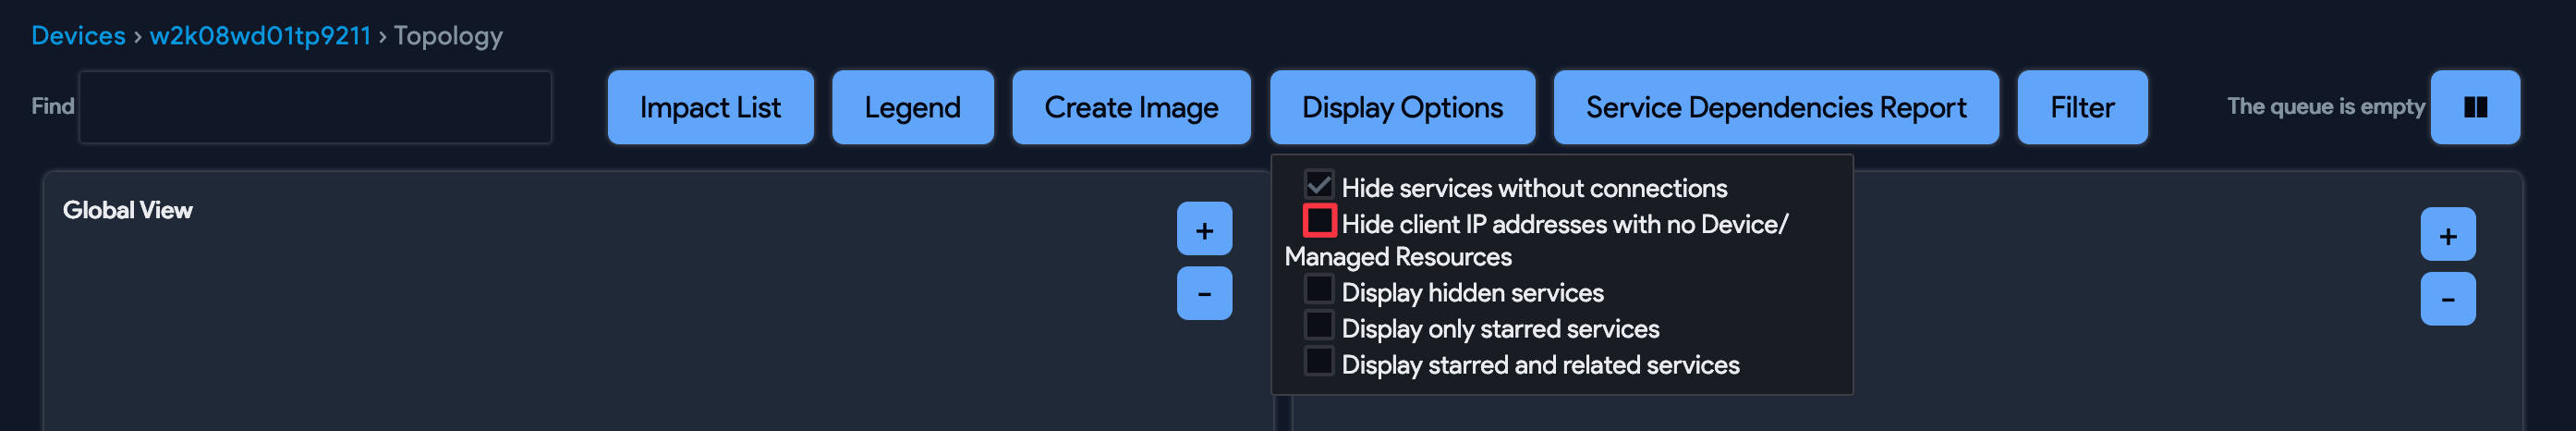 Devices › w2k08wd01tp9211 › Topology
Find
Impact List
Legend
Create Image
Display Options
Service Dependencies Report
Filter
The queue is empty
Global View
+
-
Hide services without connections
Hide client IP addresses with no Device/
Managed Resources
Display hidden services
Display only starred services
Display starred and related services
+
-